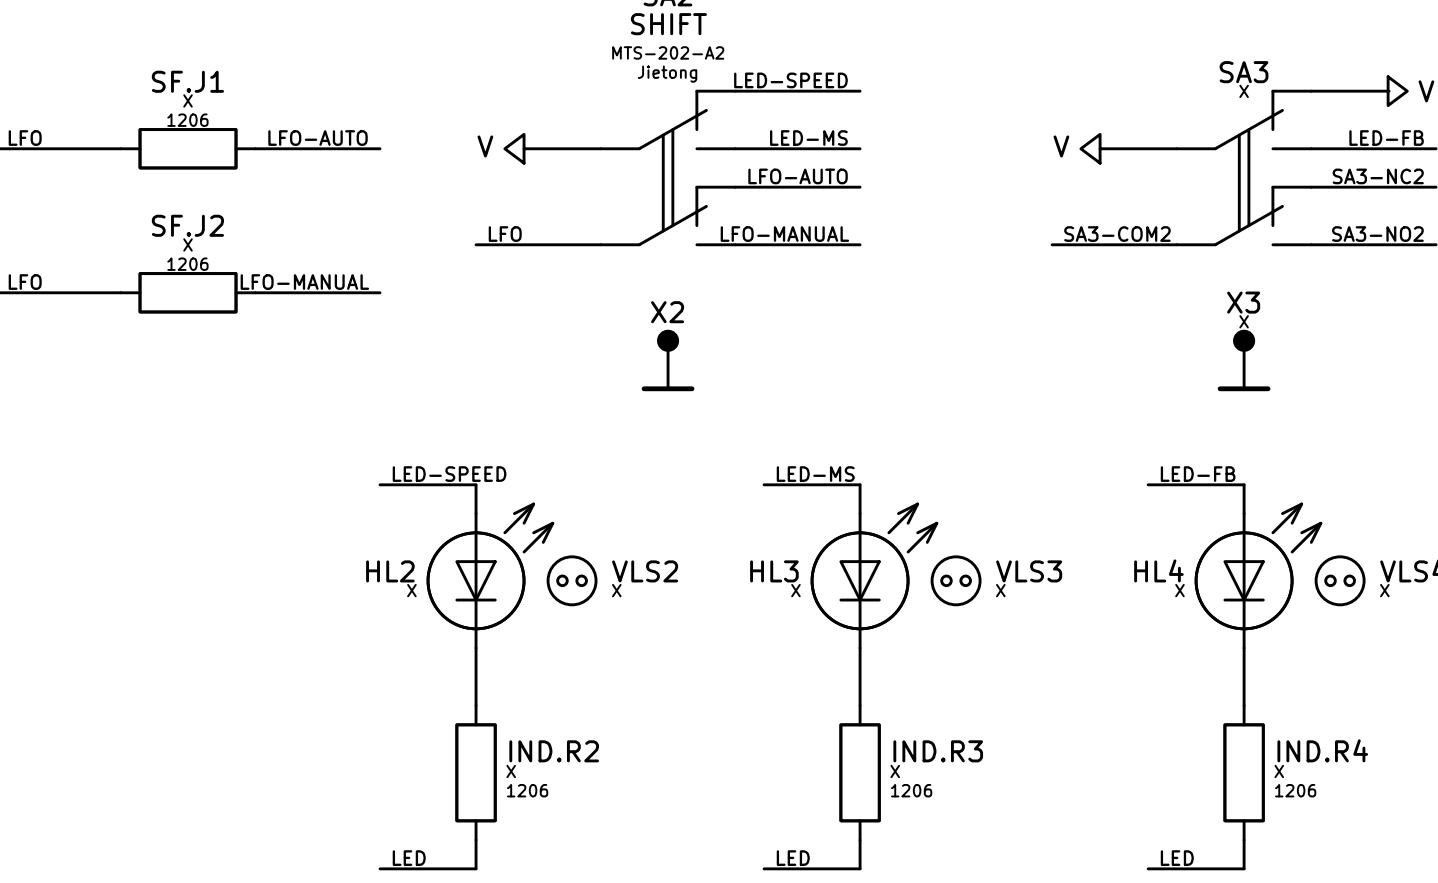 SA2
SHIFT
MTS-202-A2
Jietong
SF.J1
X
1206
LFO
LFO-AUTO
SF.J2
X
1206
LFO
LFO-MANUAL
V
LED-SPEED
LED-MS
LFO-AUTO
LFO
LFO-MANUAL
SA3
X
V
V
LED-FB
SA3-NC2
SA3-COM2
SA3-NO2
X2
X3
X
LED-SPEED
HL2
X
VLS2
X
IND.R2
X
1206
LED
LED-MS
HL3
X
VLS3
X
IND.R3
X
1206
LED
LED-FB
HL4
X
VLS4
X
IND.R4
X
1206
LED